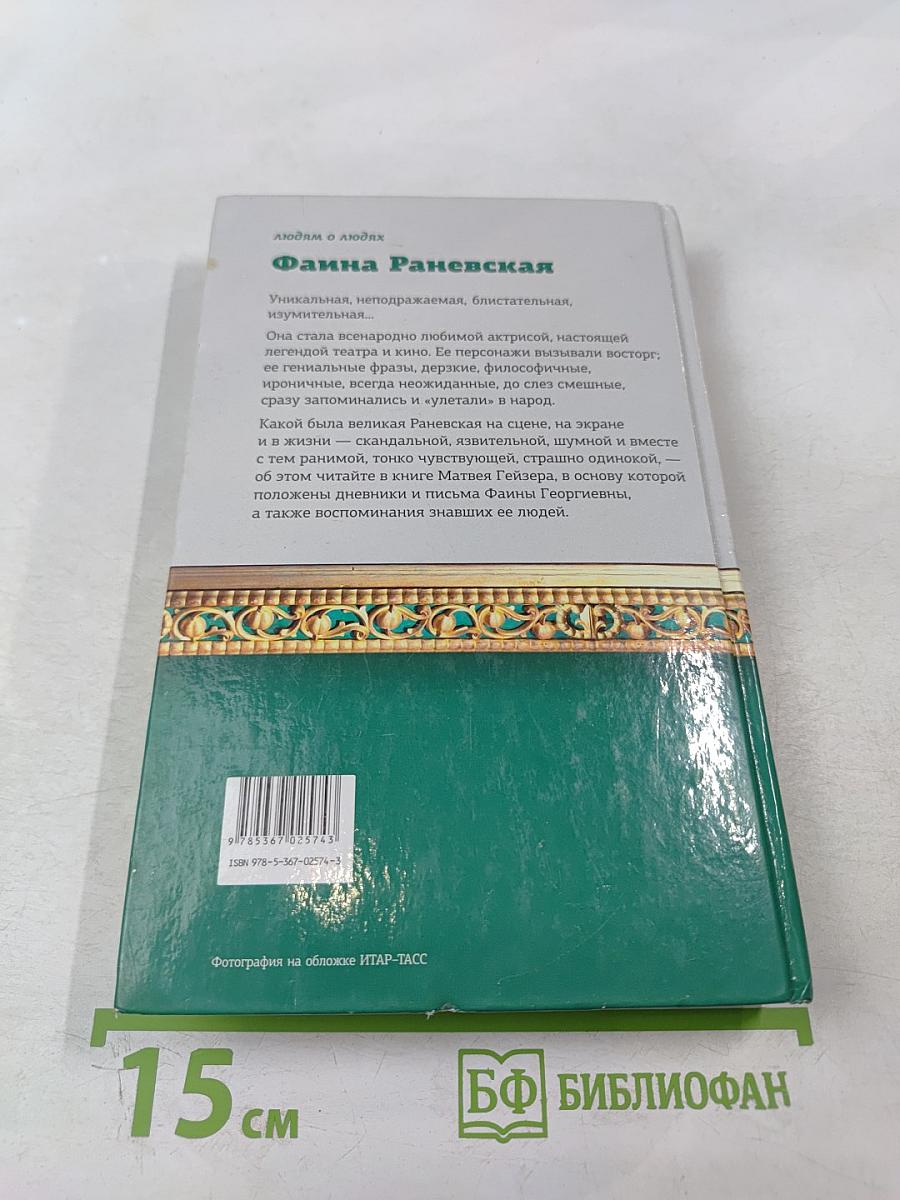 людям о людях
Фаина Раневская
Уникальная, неподражаемая, блистательная,
изумительная...
Она стала всенародно любимой актрисой, настоящей
легендой театра и кино. Ее персонажи вызывали восторг;
ее гениальные фразы, дерзкие, философичные,
ироничные, всегда неожиданные, до слез смешные,
сразу запоминались и «улетали» в народ.
Какой была великая Раневская на сцене, на экране
и в жизни — скандальной, язвительной, шумной и вместе
с тем ранимой, тонко чувствующей, страшно одинокой, —
об этом читайте в книге Матвея Гейзера, в основу которой
положены дневники и письма Фаины Георгиевны,
а также воспоминания знавших ее людей.
9 785367 025743
ISBN 978-5-367-02574-3
Фотография на обложке ИТАР-ТАСС
15 см
БФ БИБЛИОФАН